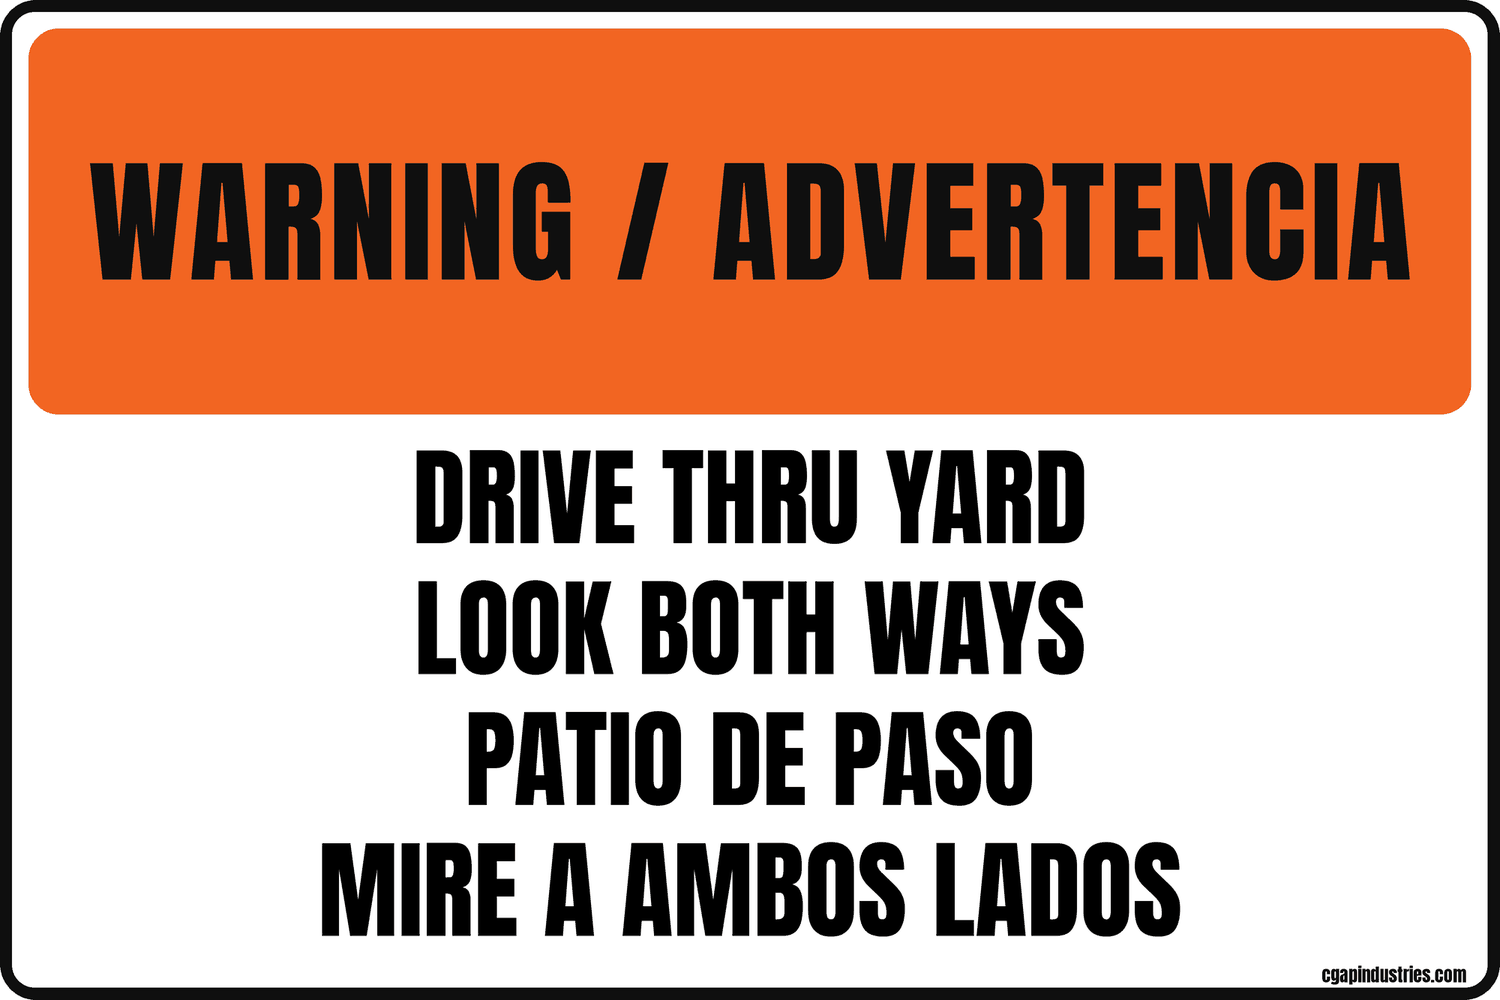 WARNING / ADVERTENCIA
DRIVE THRU YARD
LOOK BOTH WAYS
PATIO DE PASO
MIRE A AMBOS LADOS
cgapindustries.com